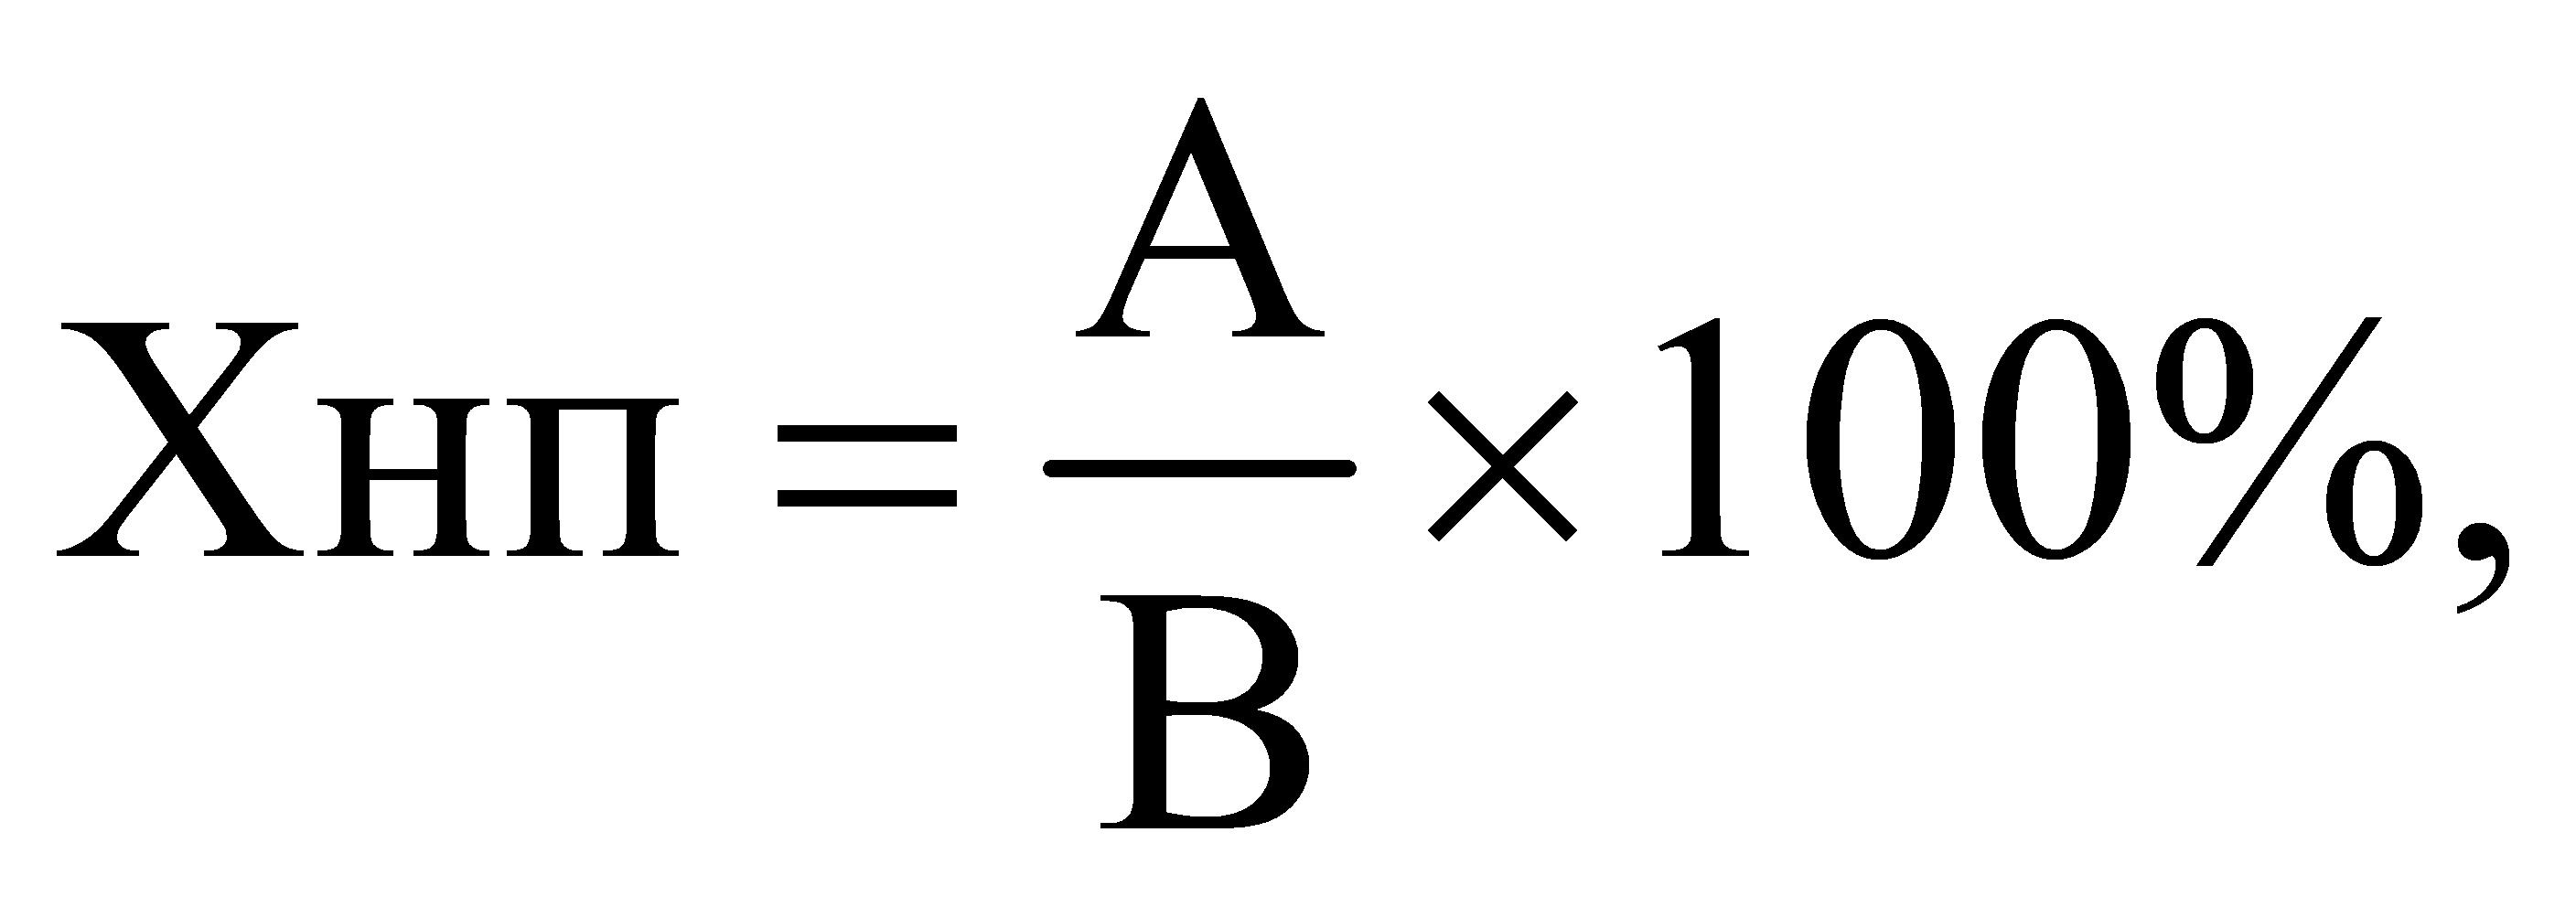 Хнп = А/В × 100%,